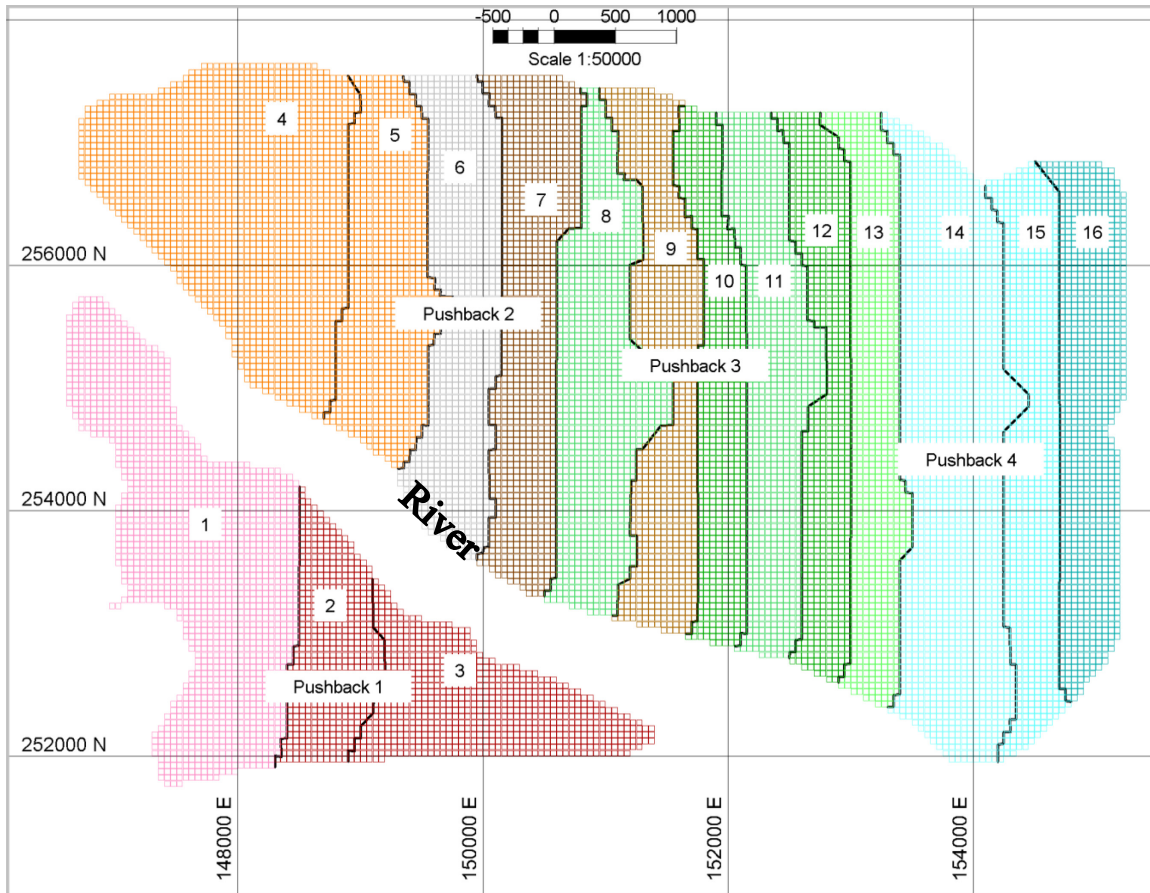 -500 0 500 1000
Scale 1:50000
4
5
6
7
8
9
10
11
12
13
14
15
16
256000 N
Pushback 2
Pushback 3
Pushback 4
254000 N
River
1
2
3
Pushback 1
252000 N
148000 E
150000 E
152000 E
154000 E